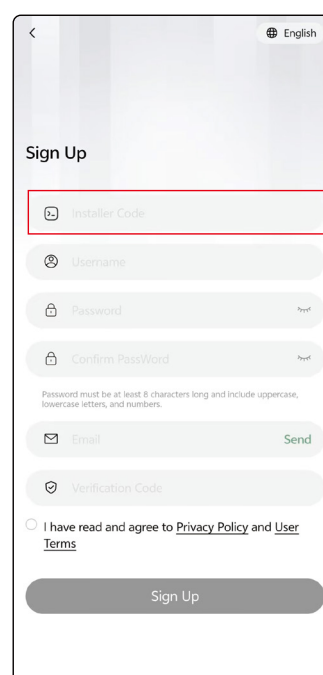 English
Sign Up
Installer Code
Username
Password
Confirm PassWord
Password must be at least 8 characters long and include uppercase,
lowercase letters, and numbers.
Email Send
Verification Code
I have read and agree to Privacy Policy and User
Terms
Sign Up